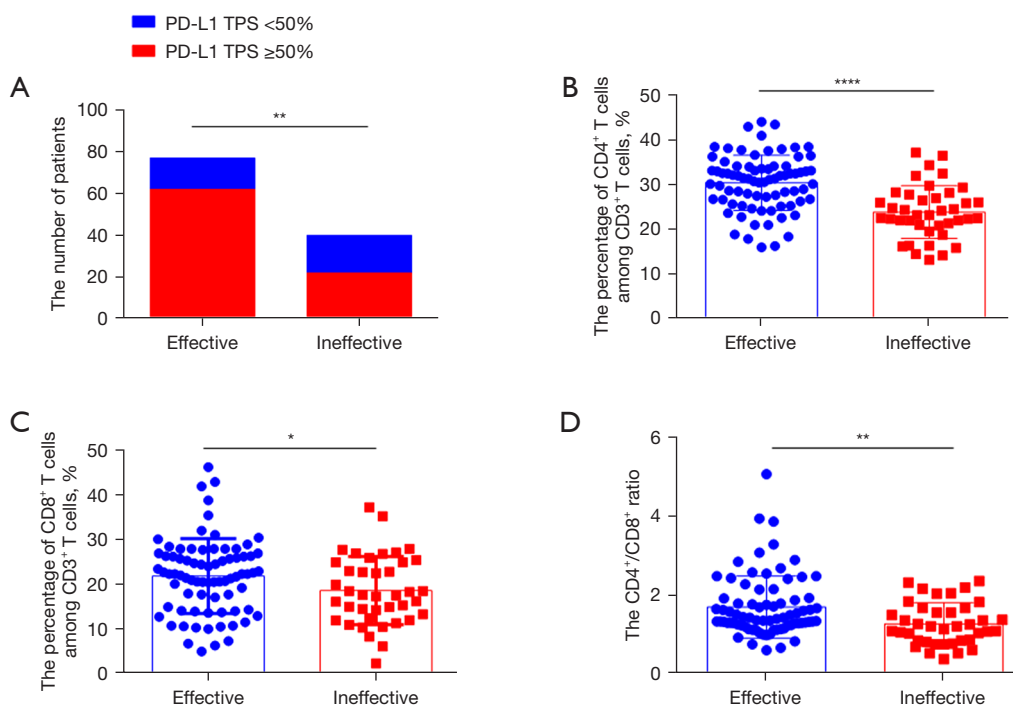 PD-L1 TPS <50%
PD-L1 TPS ≥50%
A
The number of patients
100
80
60
40
20
0
**
Effective
Ineffective
B
The percentage of CD4⁺ T cells
among CD3⁺ T cells, %
50
40
30
20
10
0
****
Effective
Ineffective
C
The percentage of CD8⁺ T cells
among CD3⁺ T cells, %
50
40
30
20
10
0
*
Effective
Ineffective
D
The CD4⁺/CD8⁺ ratio
6
4
2
0
**
Effective
Ineffective